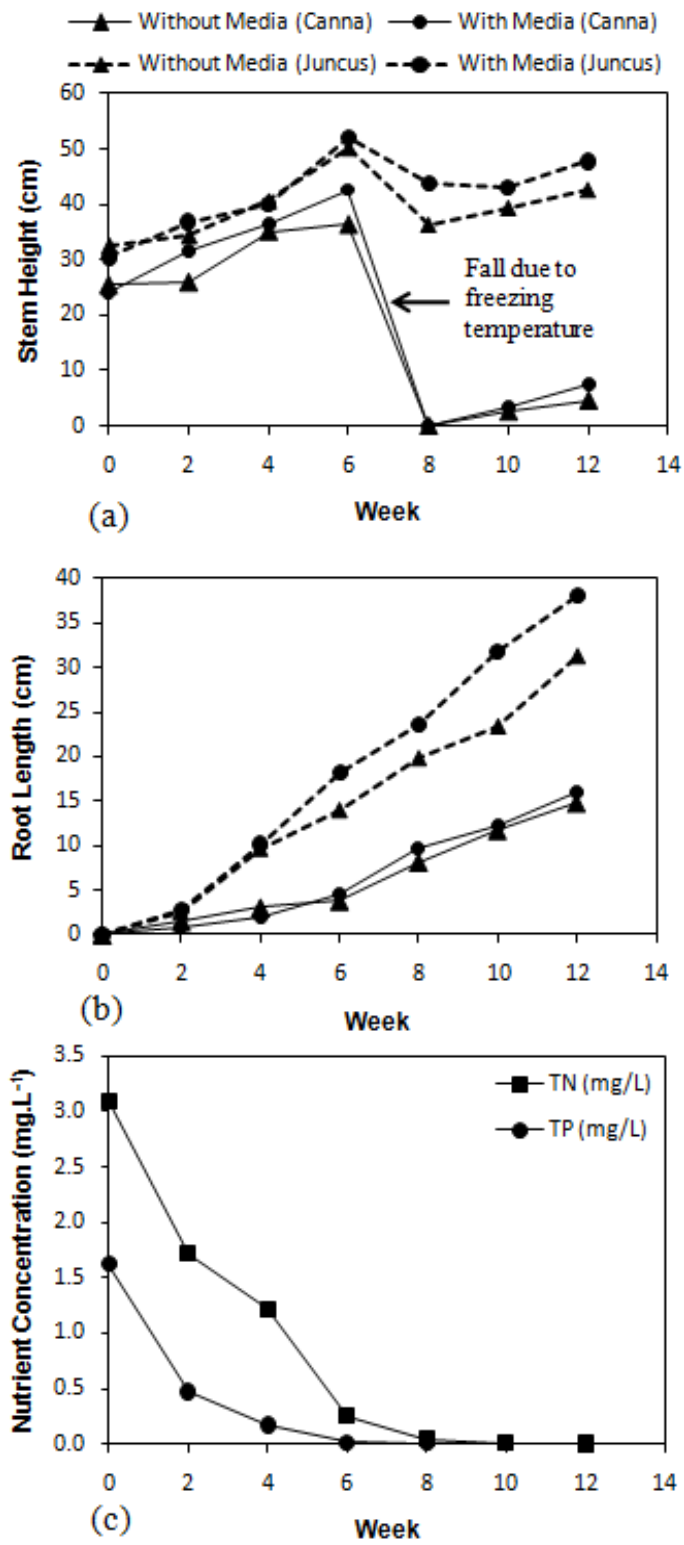 Without Media (Canna) With Media (Canna)
Without Media (Juncus) With Media (Juncus)
60
50
40
30
20
10
0
Stem Height (cm)
Fall due to
freezing
temperature
0 2 4 6 8 10 12 14
(a)
Week
40
35
30
25
20
15
10
5
0
Root Length (cm)
0 2 4 6 8 10 12 14
(b)
Week
3.5
3.0
2.5
2.0
1.5
1.0
0.5
0.0
Nutrient Concentration (mg.L⁻¹)
TN (mg/L)
TP (mg/L)
0 2 4 6 8 10 12 14
(c)
Week